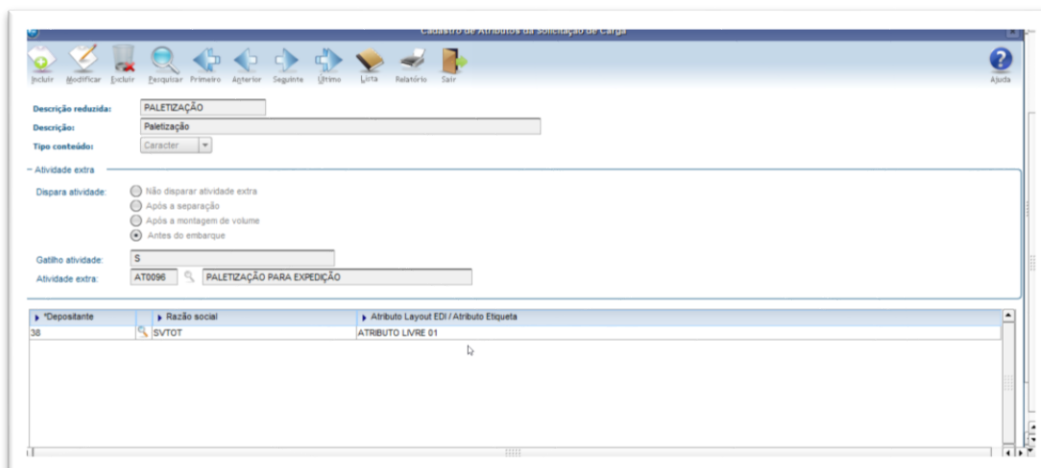 Cadastro de Atributos da Solicitação de Carga
Incluir Modificar Excluir Pesquisar Primeiro Anterior Seguinte Último Lista Relatório Sair Ajuda
Descrição reduzida: PALETIZAÇÃO
Descrição: Paletização
Tipo conteúdo: Caracter
Atividade extra
Dispara atividade: Não disparar atividade extra
Após a separação
Após a montagem de volume
Antes do embarque
Gatilho atividade: S
Atividade extra: AT0096 PALETIZAÇÃO PARA EXPEDIÇÃO
*Depositante Razão social Atributo Layout EDI / Atributo Etiqueta
38 SVTOT ATRIBUTO LIVRE 01